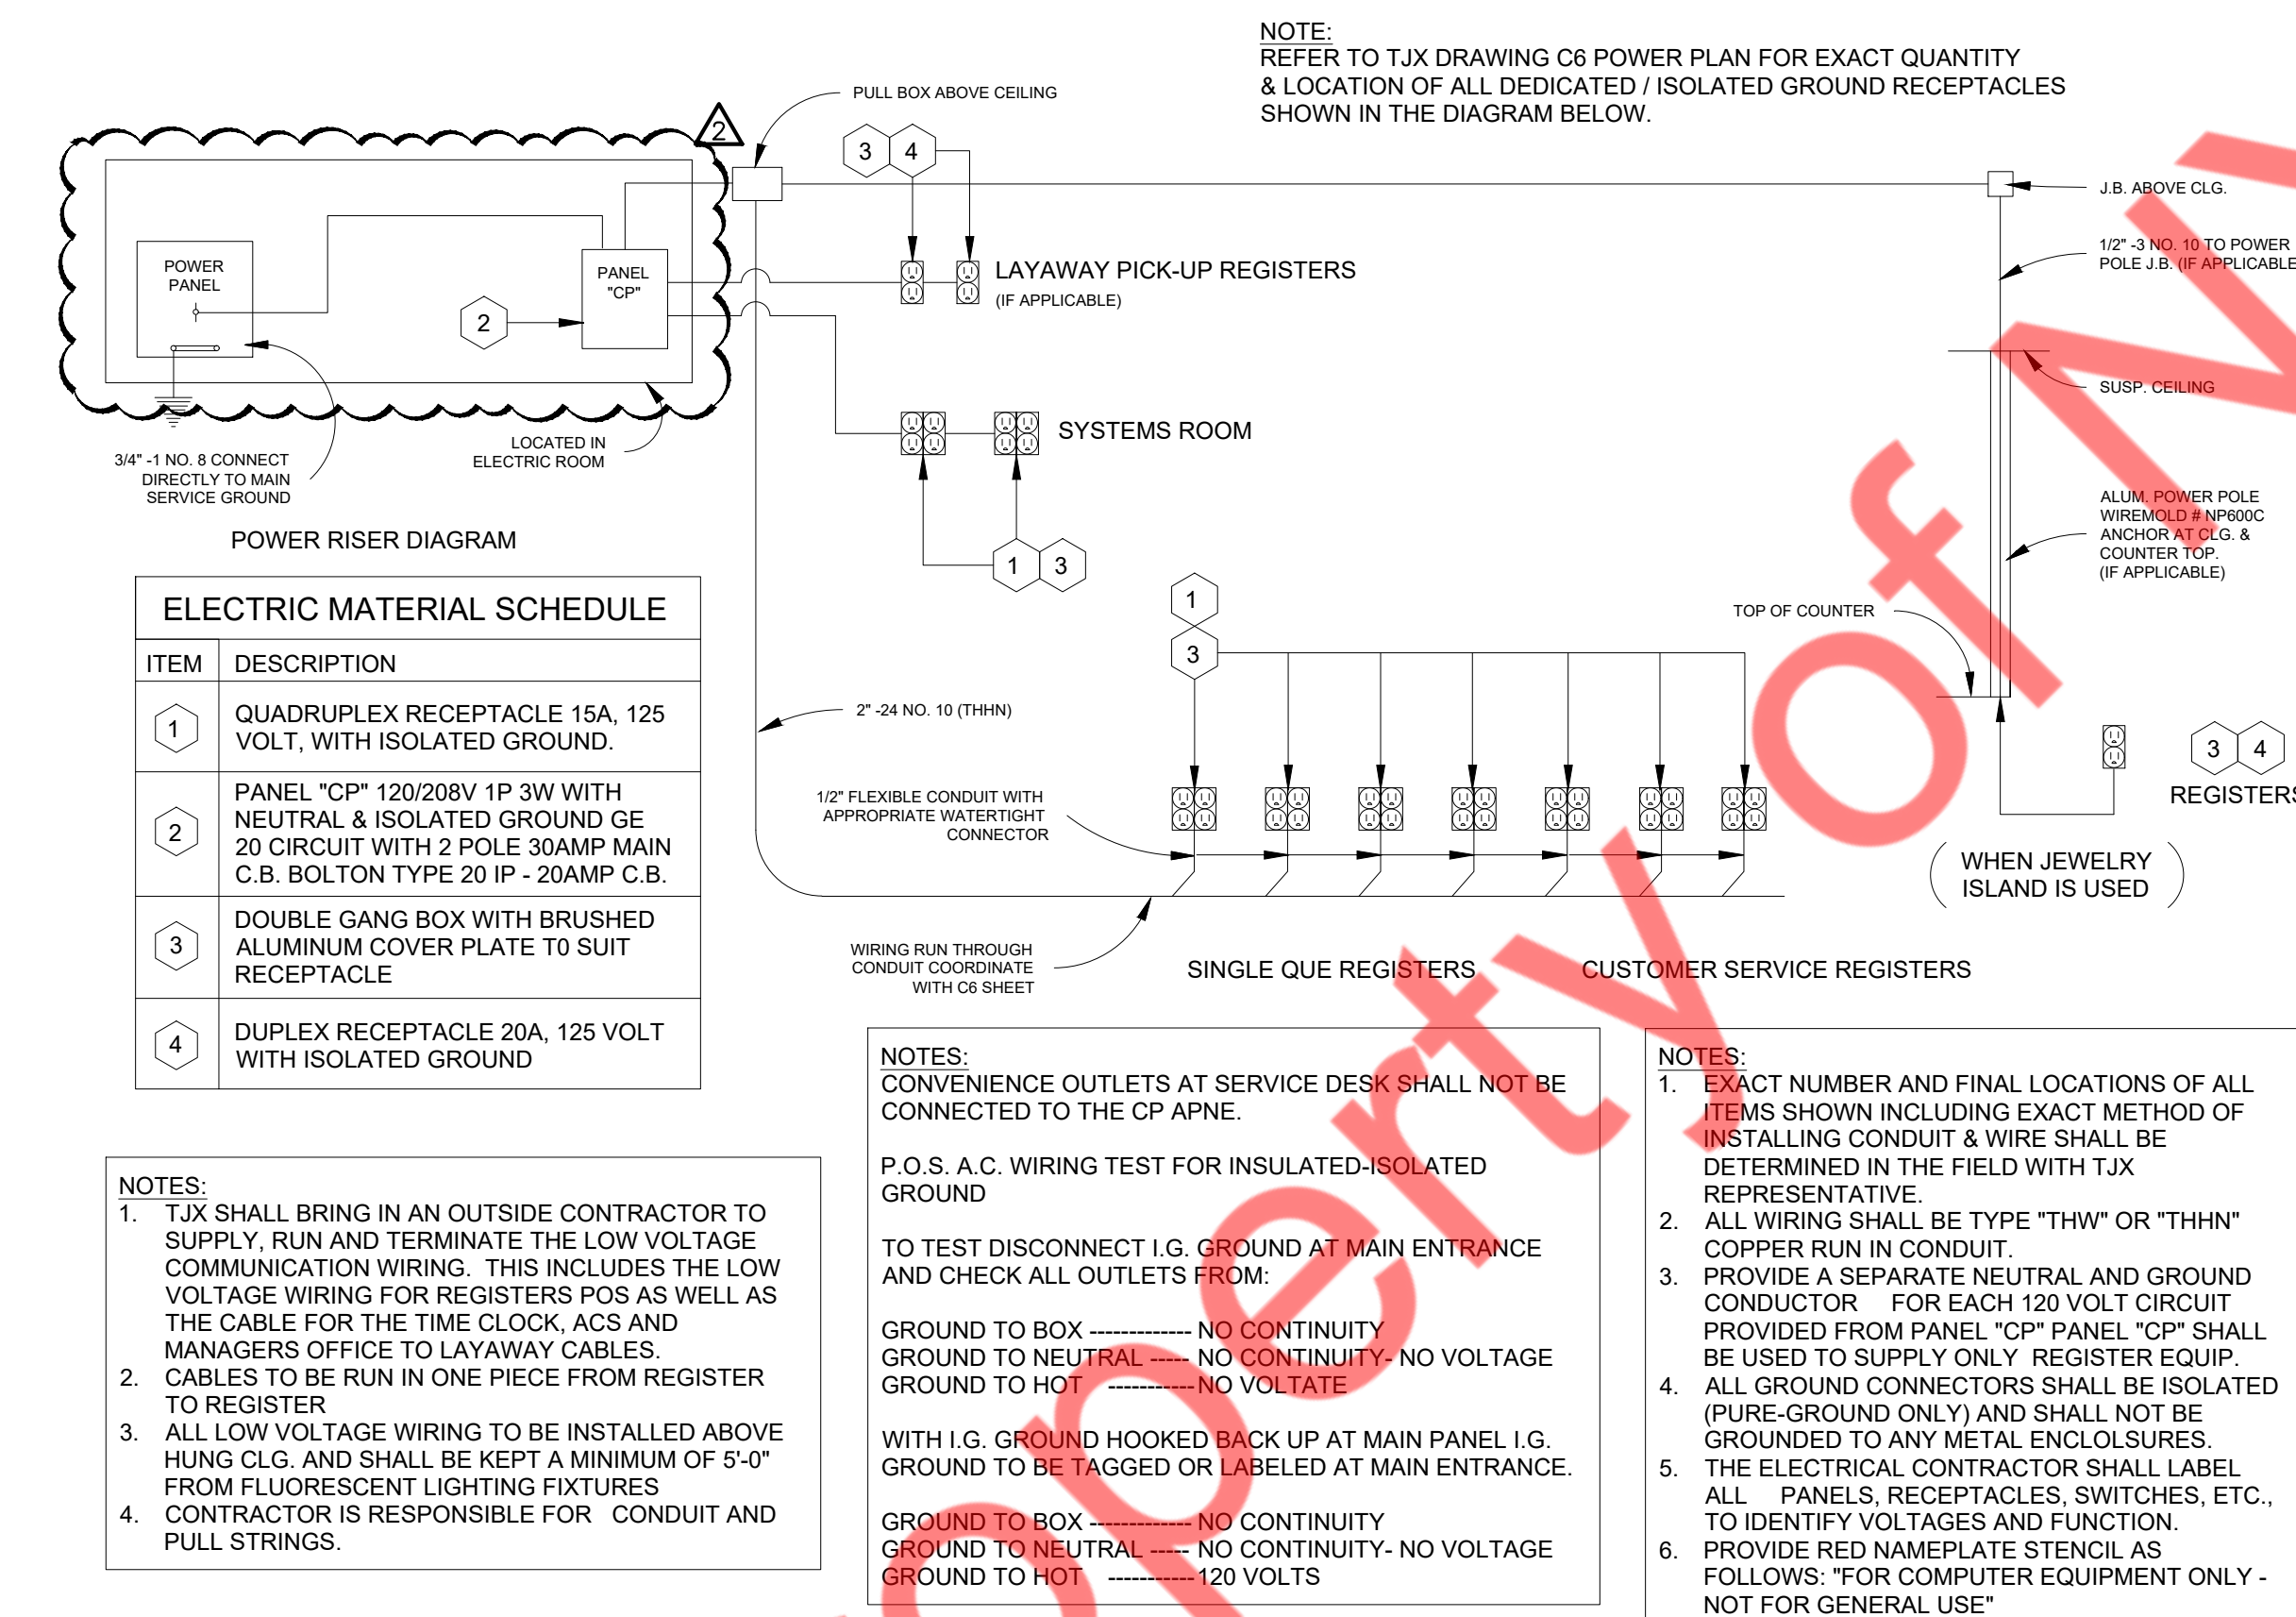 NOTE:
REFER TO TJX DRAWING C6 POWER PLAN FOR EXACT QUANTITY
& LOCATION OF ALL DEDICATED / ISOLATED GROUND RECEPTACLES
SHOWN IN THE DIAGRAM BELOW.
PULL BOX ABOVE CEILING
2
3 4
J.B. ABOVE CLG.
1/2" -3 NO. 10 TO POWER
POLE J.B. (IF APPLICABLE
POWER
PANEL
PANEL
"CP"
2
LAYAWAY PICK-UP REGISTERS
(IF APPLICABLE)
SUSP. CEILING
SYSTEMS ROOM
LOCATED IN
ELECTRIC ROOM
3/4" -1 NO. 8 CONNECT
DIRECTLY TO MAIN
SERVICE GROUND
POWER RISER DIAGRAM
1 3
ALUM. POWER POLE
WIREMOLD # NP600C
ANCHOR AT CLG. &
COUNTER TOP.
(IF APPLICABLE)
TOP OF COUNTER
1
3
2" -24 NO. 10 (THHN)
1/2" FLEXIBLE CONDUIT WITH
APPROPRIATE WATERTIGHT
CONNECTOR
3 4
REGISTERS
WHEN JEWELRY
ISLAND IS USED
WIRING RUN THROUGH
CONDUIT COORDINATE
WITH C6 SHEET
SINGLE QUE REGISTERS
CUSTOMER SERVICE REGISTERS
ELECTRIC MATERIAL SCHEDULE
ITEM DESCRIPTION
1 QUADRUPLEX RECEPTACLE 15A, 125
VOLT, WITH ISOLATED GROUND.
2 PANEL "CP" 120/208V 1P 3W WITH
NEUTRAL & ISOLATED GROUND GE
20 CIRCUIT WITH 2 POLE 30AMP MAIN
C.B. BOLTON TYPE 20 IP - 20AMP C.B.
3 DOUBLE GANG BOX WITH BRUSHED
ALUMINUM COVER PLATE T0 SUIT
RECEPTACLE
4 DUPLEX RECEPTACLE 20A, 125 VOLT
WITH ISOLATED GROUND
NOTES:
1. TJX SHALL BRING IN AN OUTSIDE CONTRACTOR TO
SUPPLY, RUN AND TERMINATE THE LOW VOLTAGE
COMMUNICATION WIRING. THIS INCLUDES THE LOW
VOLTAGE WIRING FOR REGISTERS POS AS WELL AS
THE CABLE FOR THE TIME CLOCK, ACS AND
MANAGERS OFFICE TO LAYAWAY CABLES.
2. CABLES TO BE RUN IN ONE PIECE FROM REGISTER
TO REGISTER
3. ALL LOW VOLTAGE WIRING TO BE INSTALLED ABOVE
HUNG CLG. AND SHALL BE KEPT A MINIMUM OF 5'-0"
FROM FLUORESCENT LIGHTING FIXTURES
4. CONTRACTOR IS RESPONSIBLE FOR CONDUIT AND
PULL STRINGS.
NOTES:
CONVENIENCE OUTLETS AT SERVICE DESK SHALL NOT BE
CONNECTED TO THE CP APNE.
P.O.S. A.C. WIRING TEST FOR INSULATED-ISOLATED
GROUND
TO TEST DISCONNECT I.G. GROUND AT MAIN ENTRANCE
AND CHECK ALL OUTLETS FROM:
GROUND TO BOX ------------- NO CONTINUITY
GROUND TO NEUTRAL ----- NO CONTINUITY- NO VOLTAGE
GROUND TO HOT ----------- NO VOLTATE
WITH I.G. GROUND HOOKED BACK UP AT MAIN PANEL I.G.
GROUND TO BE TAGGED OR LABELED AT MAIN ENTRANCE.
GROUND TO BOX ------------- NO CONTINUITY
GROUND TO NEUTRAL ----- NO CONTINUITY- NO VOLTAGE
GROUND TO HOT ----------- 120 VOLTS
NOTES:
1. EXACT NUMBER AND FINAL LOCATIONS OF ALL
ITEMS SHOWN INCLUDING EXACT METHOD OF
INSTALLING CONDUIT & WIRE SHALL BE
DETERMINED IN THE FIELD WITH TJX
REPRESENTATIVE.
2. ALL WIRING SHALL BE TYPE "THW" OR "THHN"
COPPER RUN IN CONDUIT.
3. PROVIDE A SEPARATE NEUTRAL AND GROUND
CONDUCTOR FOR EACH 120 VOLT CIRCUIT
PROVIDED FROM PANEL "CP" PANEL "CP" SHALL
BE USED TO SUPPLY ONLY REGISTER EQUIP.
4. ALL GROUND CONNECTORS SHALL BE ISOLATED
(PURE-GROUND ONLY) AND SHALL NOT BE
GROUNDED TO ANY METAL ENCLOLSURES.
5. THE ELECTRICAL CONTRACTOR SHALL LABEL
ALL PANELS, RECEPTACLES, SWITCHES, ETC.,
TO IDENTIFY VOLTAGES AND FUNCTION.
6. PROVIDE RED NAMEPLATE STENCIL AS
FOLLOWS: "FOR COMPUTER EQUIPMENT ONLY -
NOT FOR GENERAL USE"
operty of